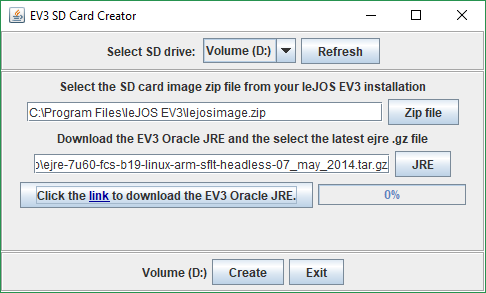 EV3 SD Card Creator
Select SD drive: Volume (D:) Refresh
Select the SD card image zip file from your leJOS EV3 installation
C:\Program Files\leJOS EV3\lejosimage.zip Zip file
Download the EV3 Oracle JRE and the select the latest ejre .gz file
\ejre-7u60-fcs-b19-linux-arm-sflt-headless-07_may_2014.tar.gz JRE
Click the link to download the EV3 Oracle JRE. 0%
Volume (D:) Create Exit